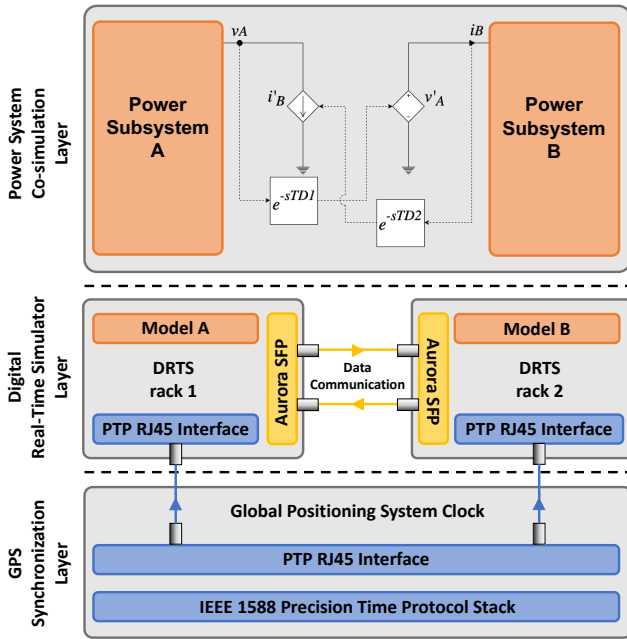 Power System
Co-simulation
Layer
vA
iB
Power
Subsystem
A
i'B
v'A
Power
Subsystem
B
e-sTD1
e-sTD2
Digital
Real-Time Simulator
Layer
Model A
DRTS
rack 1
PTP RJ45 Interface
Aurora SFP
Data
Communication
Aurora SFP
Model B
DRTS
rack 2
PTP RJ45 Interface
GPS
Synchronization
Layer
Global Positioning System Clock
PTP RJ45 Interface
IEEE 1588 Precision Time Protocol Stack